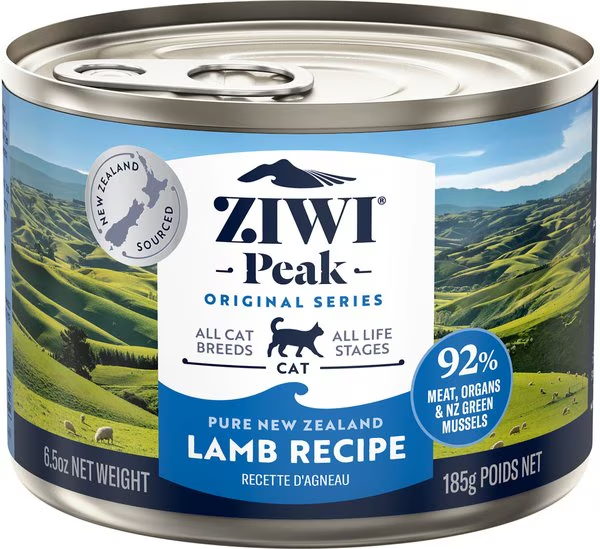 NEW ZEALAND
SOURCED
ZIWI®
Peak
ORIGINAL SERIES
ALL CAT
BREEDS
ALL LIFE
STAGES
CAT
92%
MEAT, ORGANS
& NZ GREEN
MUSSELS
PURE NEW ZEALAND
LAMB RECIPE
RECETTE D'AGNEAU
6.5oz NET WEIGHT
185g POIDS NET